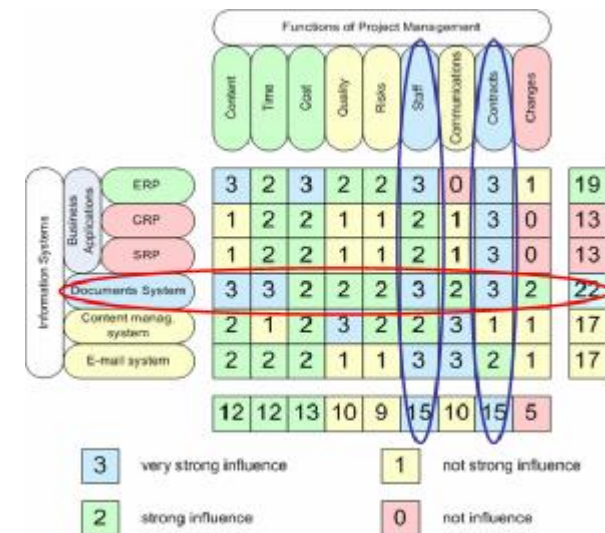 Functions of Project Management
Content Time Cost Quality Risks Staff Communications Contracts Changes
Information Systems
Business Applications
ERP 3 2 3 2 2 3 0 3 1 19
CRP 1 2 2 1 1 2 1 3 0 13
SRP 1 2 2 1 1 2 1 3 0 13
Documents System 3 3 2 2 2 3 2 3 2 22
Content manag. system 2 1 2 3 2 2 3 1 1 17
E-mail system 2 2 2 1 1 3 3 2 1 17
12 12 13 10 9 15 10 15 5
3 very strong influence 1 not strong influence
2 strong influence 0 not influence